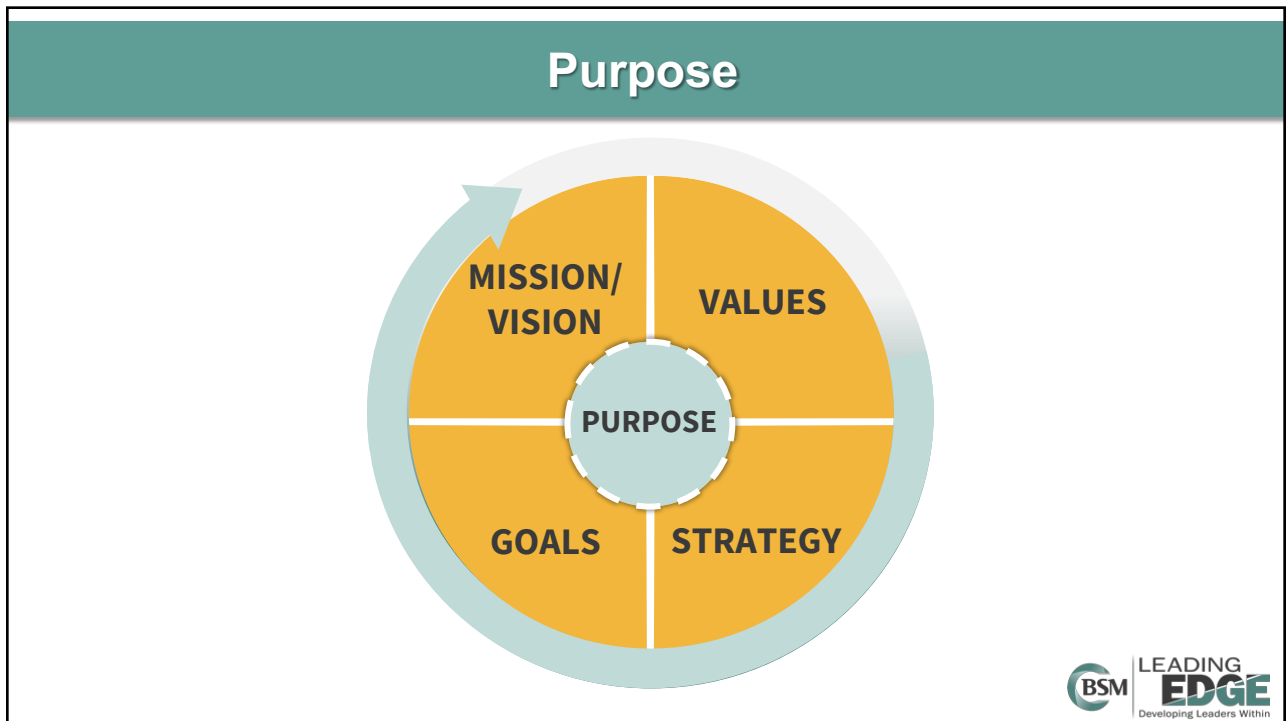 Purpose
MISSION/
VISION
VALUES
PURPOSE
GOALS
STRATEGY
BSM
LEADING
EDGE
Developing Leaders Within